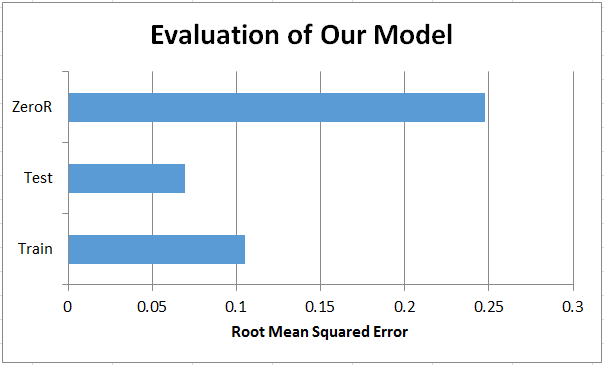 Evaluation of Our Model
ZeroR
Test
Train
0 0.05 0.1 0.15 0.2 0.25 0.3
Root Mean Squared Error